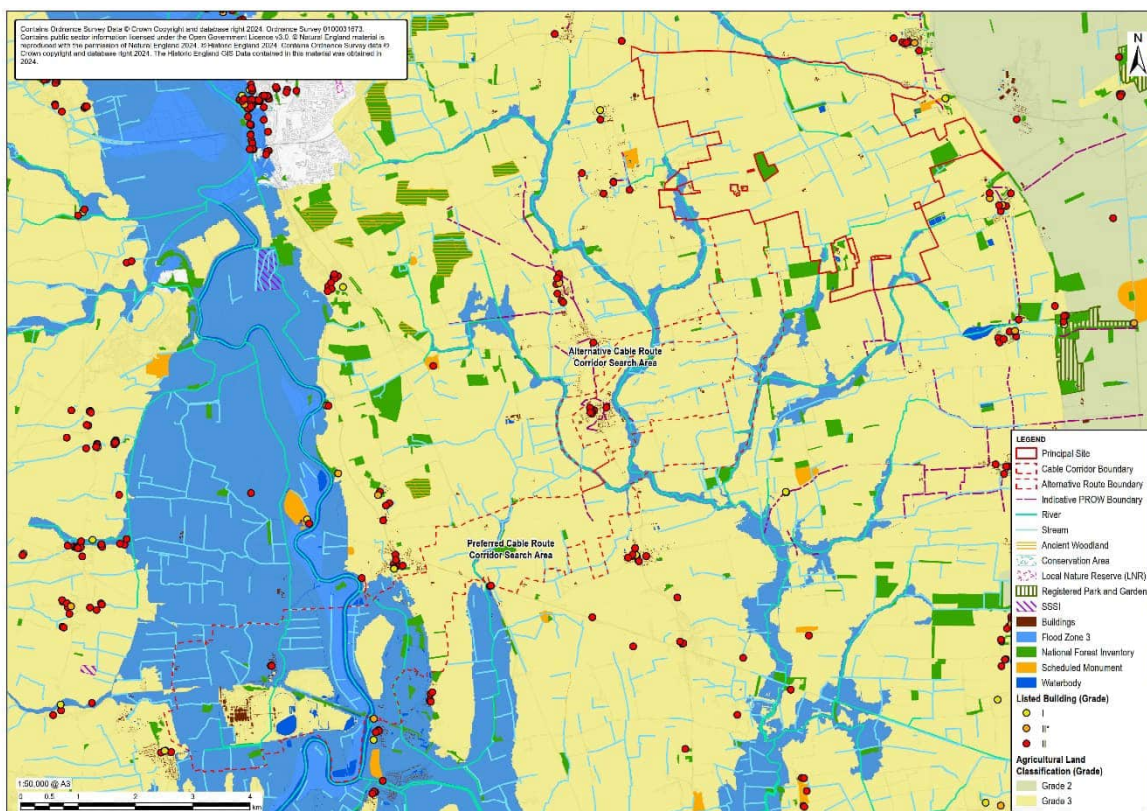 Contains Ordnance Survey Data © Crown Copyright and database right 2024. Ordnance Survey 0100031673.
Contains public sector information licensed under the Open Government Licence v3.0. © Natural England material is
reproduced with the permission of Natural England 2024. © Historic England 2024. Contains Ordnance Survey data ©
Crown copyright and database right 2024. The Historic England GIS Data contained in this material was obtained in
2024.
N
Alternative Cable Route
Corridor Search Area
Preferred Cable Route
Corridor Search Area
LEGEND
Principal Site
Cable Corridor Boundary
Alternative Route Boundary
Indicative PROW Boundary
River
Stream
Ancient Woodland
Conservation Area
Local Nature Reserve (LNR)
Registered Park and Garden
SSSI
Buildings
Flood Zone 3
National Forest Inventory
Scheduled Monument
Waterbody
Listed Building (Grade)
I
II*
II
Agricultural Land
Classification (Grade)
Grade 2
Grade 3
1:50,000 @ A3
0 0.5 1 2 3 4
km